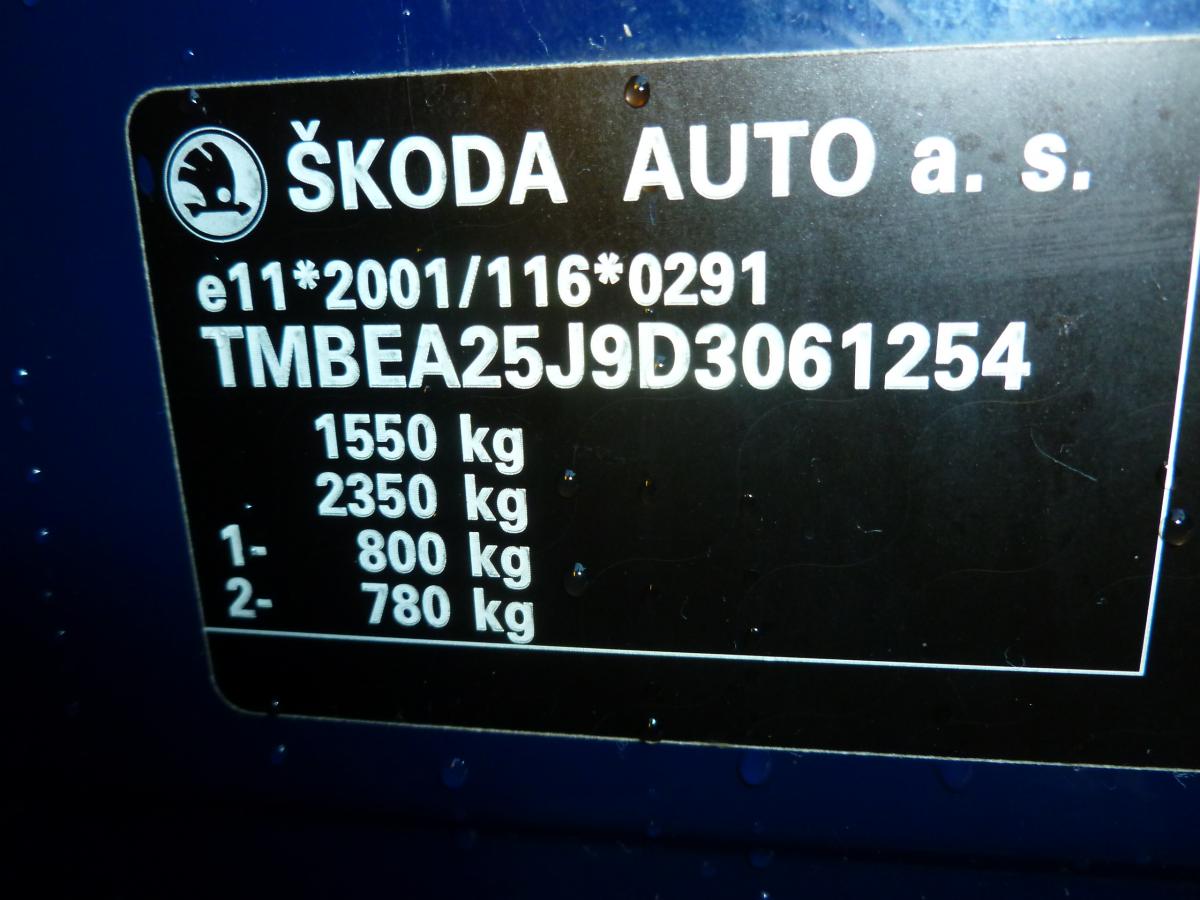 ŠKODA AUTO a. s.
e11*2001/116*0291
TMBEA25J9D3061254
1550 kg
2350 kg
1- 800 kg
2- 780 kg